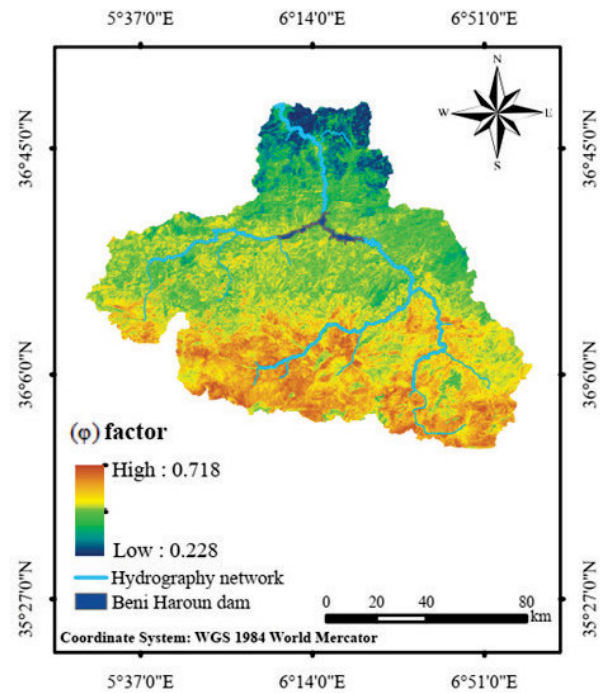 5°37'0"E 6°14'0"E 6°51'0"E
N
W E
S
36°45'0"N 36°45'0"N
36°6'0"N 36°6'0"N
(φ) factor
High : 0.718
Low : 0.228
Hydrography network
Beni Haroun dam
0 20 40 80
km
35°27'0"N 35°27'0"N
Coordinate System: WGS 1984 World Mercator
5°37'0"E 6°14'0"E 6°51'0"E